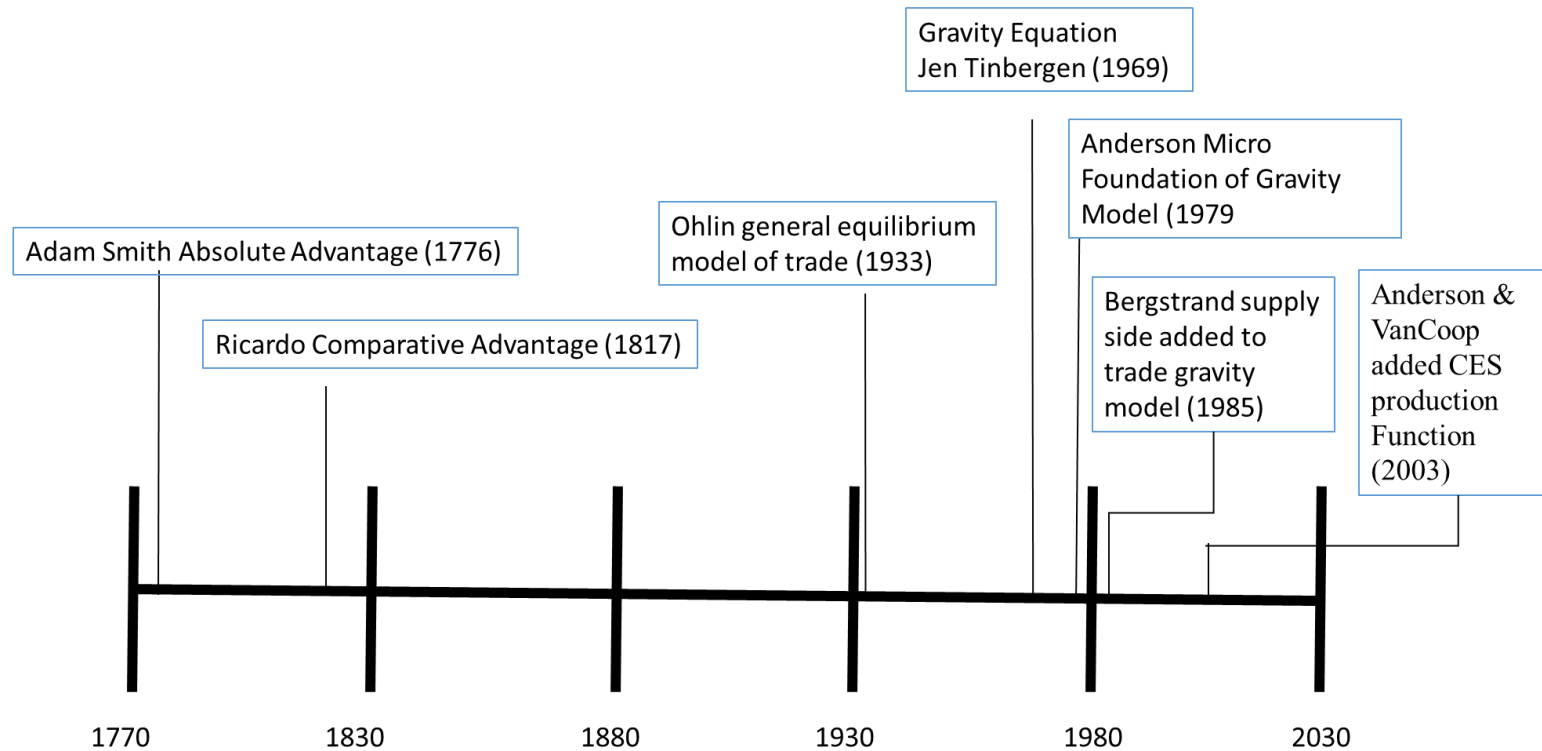 Gravity Equation
Jen Tinbergen (1969)
Anderson Micro
Foundation of Gravity
Model (1979
Ohlin general equilibrium
model of trade (1933)
Adam Smith Absolute Advantage (1776)
Ricardo Comparative Advantage (1817)
Bergstrand supply
side added to
trade gravity
model (1985)
Anderson &
VanCoop
added CES
production
Function
(2003)
1770
1830
1880
1930
1980
2030